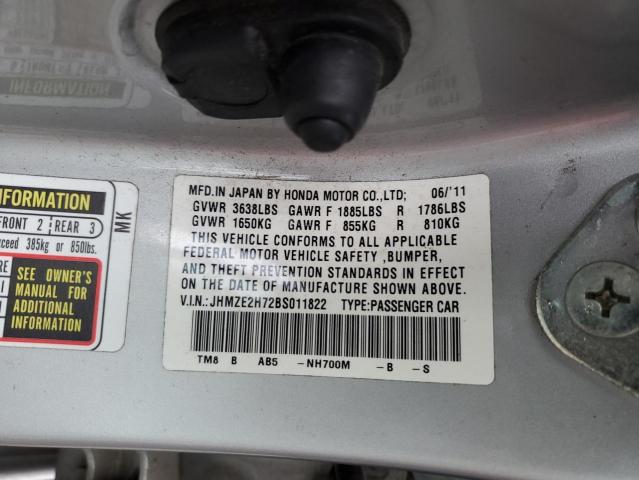 INFORMATION
FRONT 2 REAR 3
ceed 385kg or 850lbs.
SEE OWNER'S
MANUAL FOR
ADDITIONAL
INFORMATION
MK
MFD.IN JAPAN BY HONDA MOTOR CO.,LTD; 06/'11
GVWR 3638LBS GAWR F 1885LBS R 1786LBS
GVWR 1650KG GAWR F 855KG R 810KG
THIS VEHICLE CONFORMS TO ALL APPLICABLE
FEDERAL MOTOR VEHICLE SAFETY ,BUMPER,
AND THEFT PREVENTION STANDARDS IN EFFECT
ON THE DATE OF MANUFACTURE SHOWN ABOVE.
V.I.N.: JHMZE2H72BS011822 TYPE:PASSENGER CAR
TM8 B AB5 -NH700M -B -S